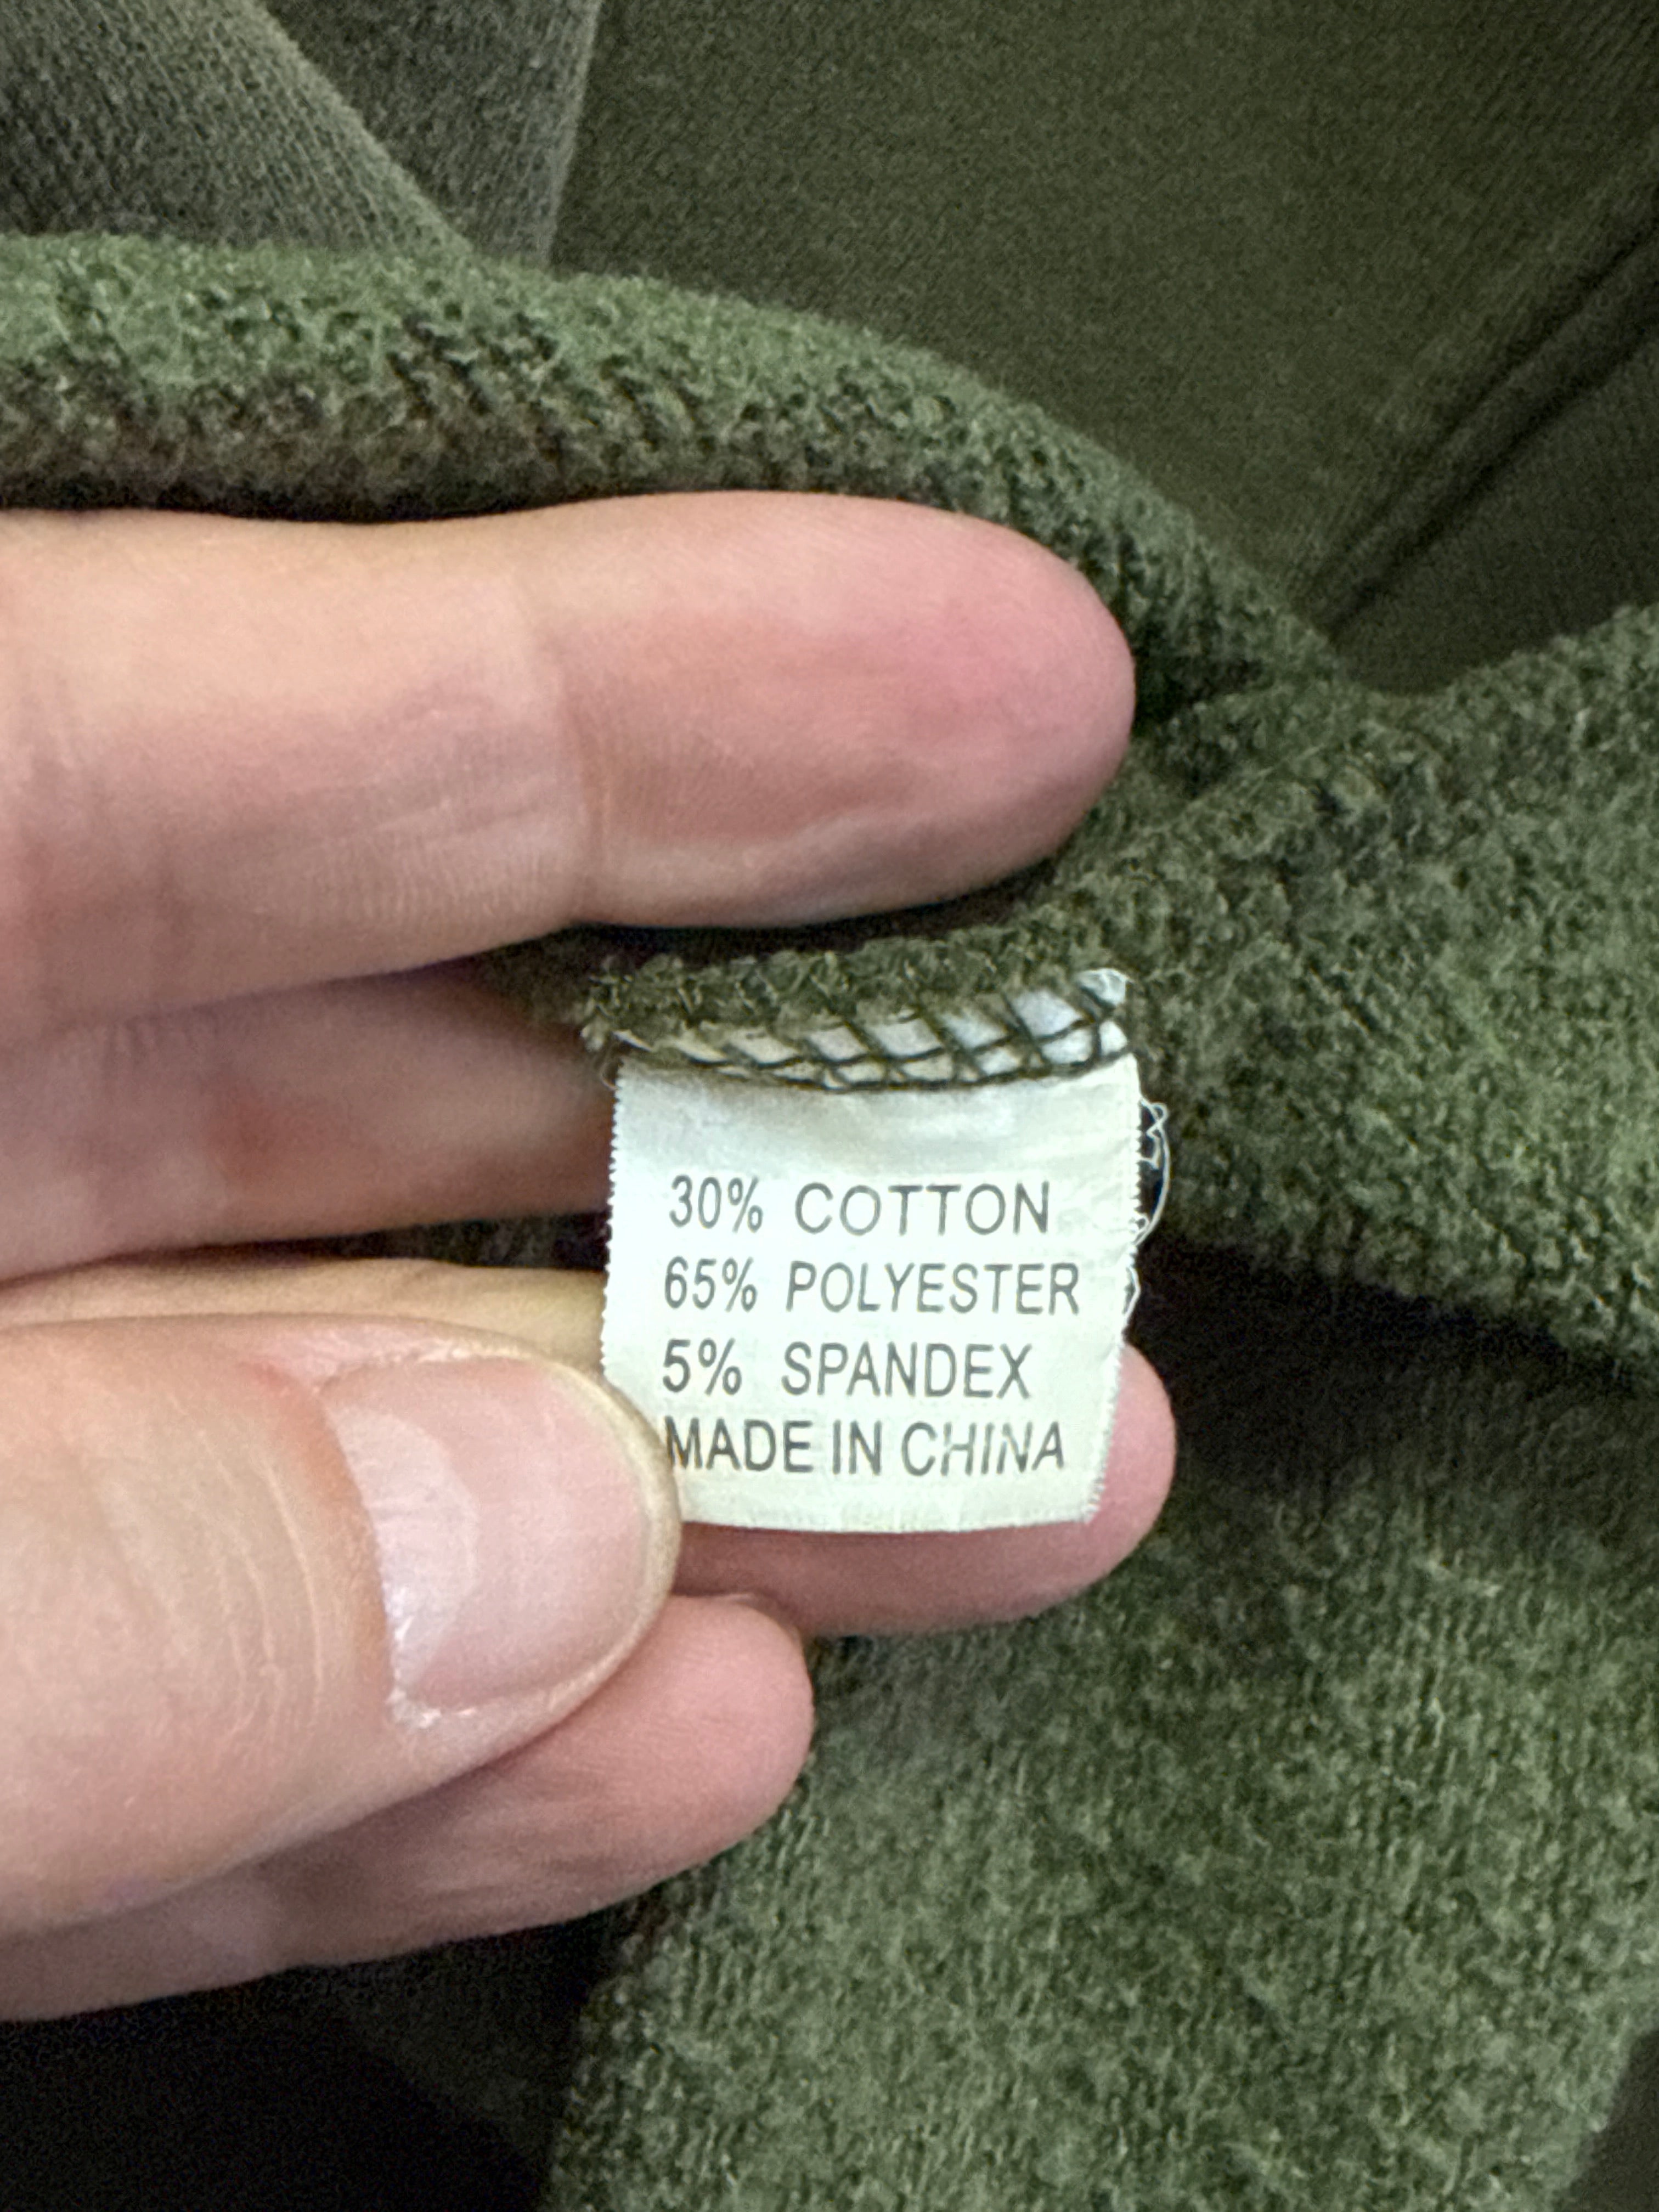 30% COTTON
65% POLYESTER
5% SPANDEX
MADE IN CHINA